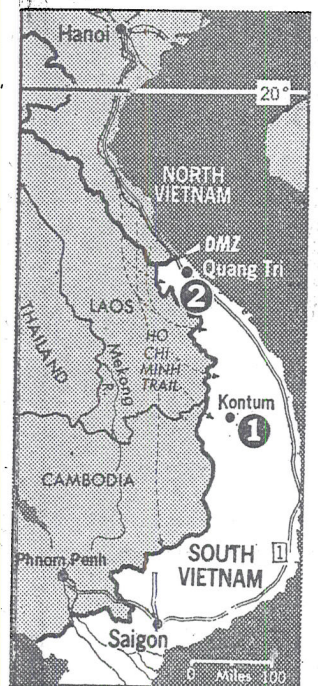 Hanoi
20°
NORTH
VIETNAM
DMZ
Quang Tri
2
LAOS
THAILAND
Mekong
R.
HO
CHI
MINH
TRAIL
Kontum
1
CAMBODIA
Phnom Penh
SOUTH
VIETNAM
1
Saigon
0 Miles 100